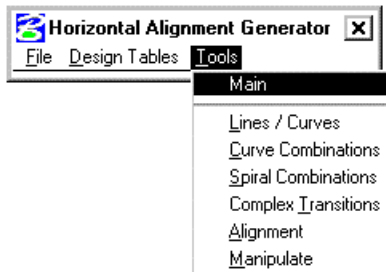 Horizontal Alignment Generator
File Design Tables Tools
Main
Lines / Curves
Curve Combinations
Spiral Combinations
Complex Transitions
Alignment
Manipulate